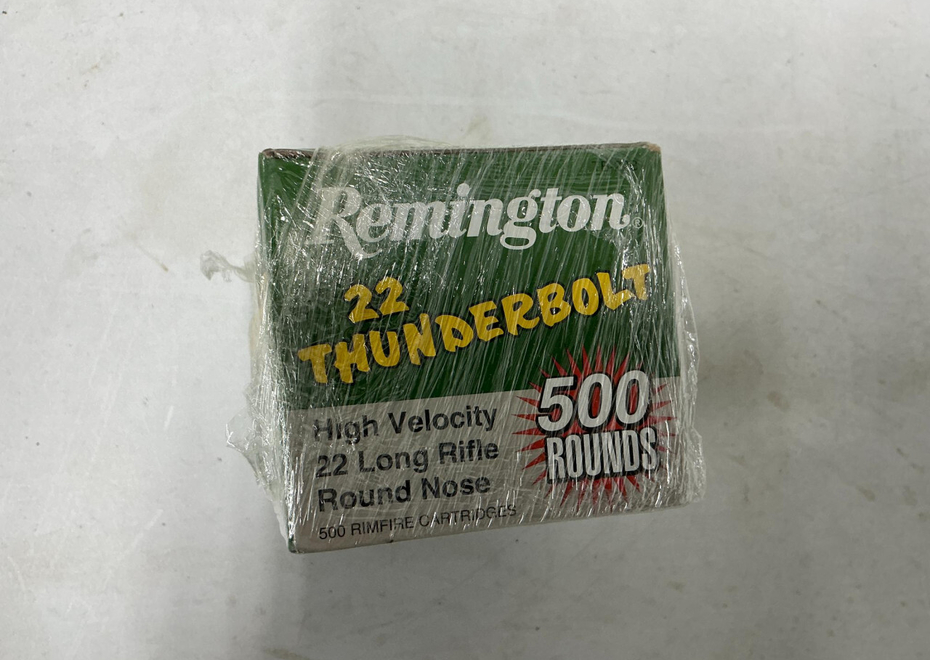 Remington®
22
THUNDERBOLT
500
ROUNDS
High Velocity
22 Long Rifle
Round Nose
500 RIMFIRE CARTRIDGES